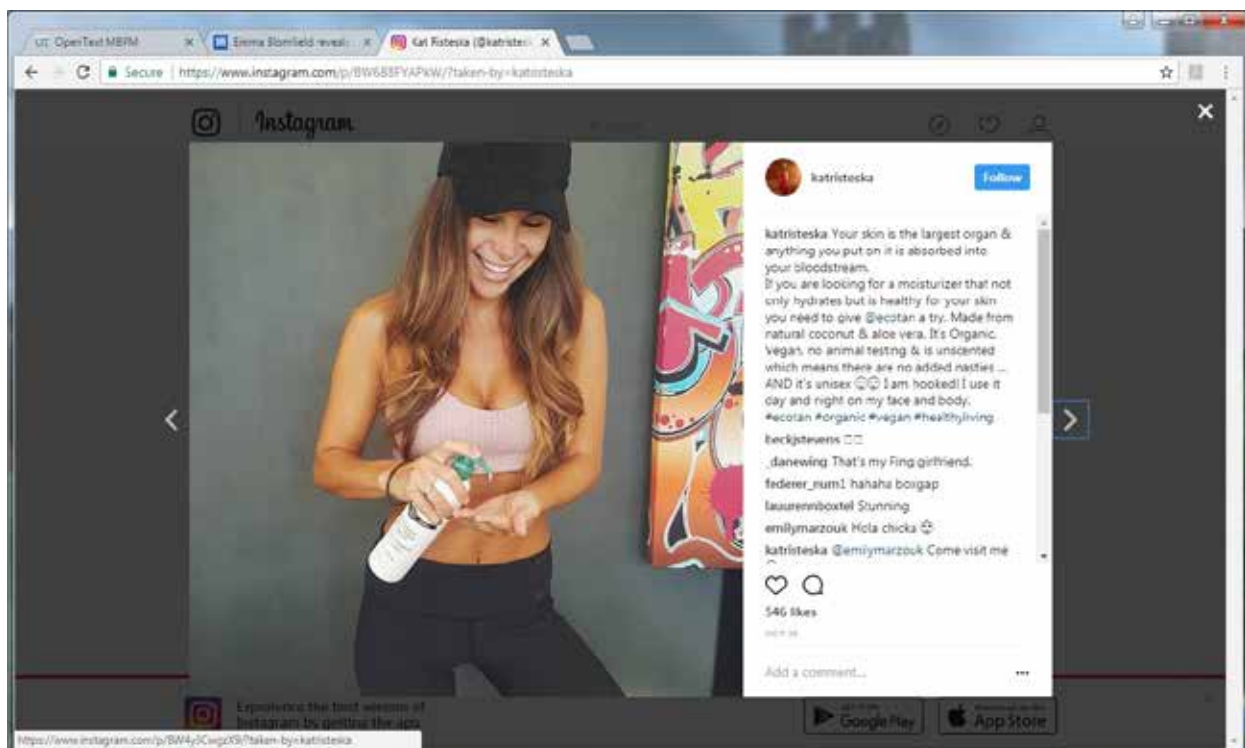 OpenText MBPM
Emma Blomfield reveals
Kat Risteska (@katristes
Secure | https://www.instagram.com/p/BW6B8FYAPkW/?taken-by=katristeska
Instagram
katristeska
Follow
katristeska Your skin is the largest organ &
anything you put on it is absorbed into
your bloodstream.
If you are looking for a moisturizer that not
only hydrates but is healthy for your skin
you need to give @ecotan a try. Made from
natural coconut & aloe vera. It's Organic,
Vegan, no animal testing & is unscented
which means there are no added nasties ...
AND it's unisex I am hooked! I use it
day and night on my face and body.
#ecotan #organic #vegan #healthyliving
beckjstevens
_danewing That's my Fing girlfriend.
federer_num1 hahaha boxgap
lauurennboxtel Stunning
emilymarzouk Hola chicka
katristeska @emilymarzouk Come visit me
546 likes
Add a comment...
Experience the best version of
Instagram by getting the app
Google Play
App Store
https://www.instagram.com/p/BW4y3CwgzX9/?taken-by=katristeska